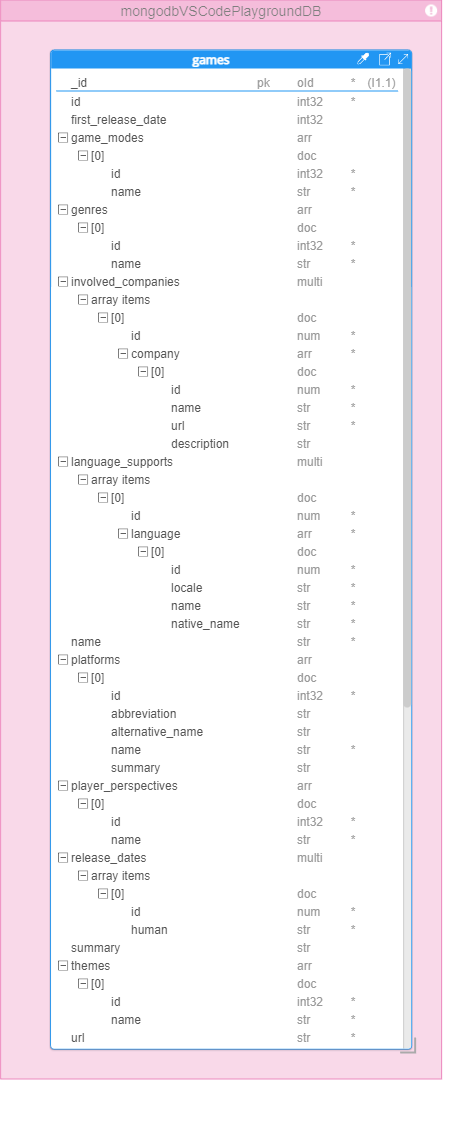 mongodbVSCodePlaygroundDB
games
_id pk oId * (I1.1)
id int32 *
first_release_date int32
game_modes arr
[0] doc
id int32 *
name str *
genres arr
[0] doc
id int32 *
name str *
involved_companies multi
array items
[0] doc
id num *
company arr *
[0] doc
id num *
name str *
url str *
description str
language_supports multi
array items
[0] doc
id num *
language arr *
[0] doc
id num *
locale str *
name str *
native_name str *
name str *
platforms arr
[0] doc
id int32 *
abbreviation str
alternative_name str
name str *
summary str
player_perspectives arr
[0] doc
id int32 *
name str *
release_dates multi
array items
[0] doc
id num *
human str *
summary str
themes arr
[0] doc
id int32 *
name str *
url str *